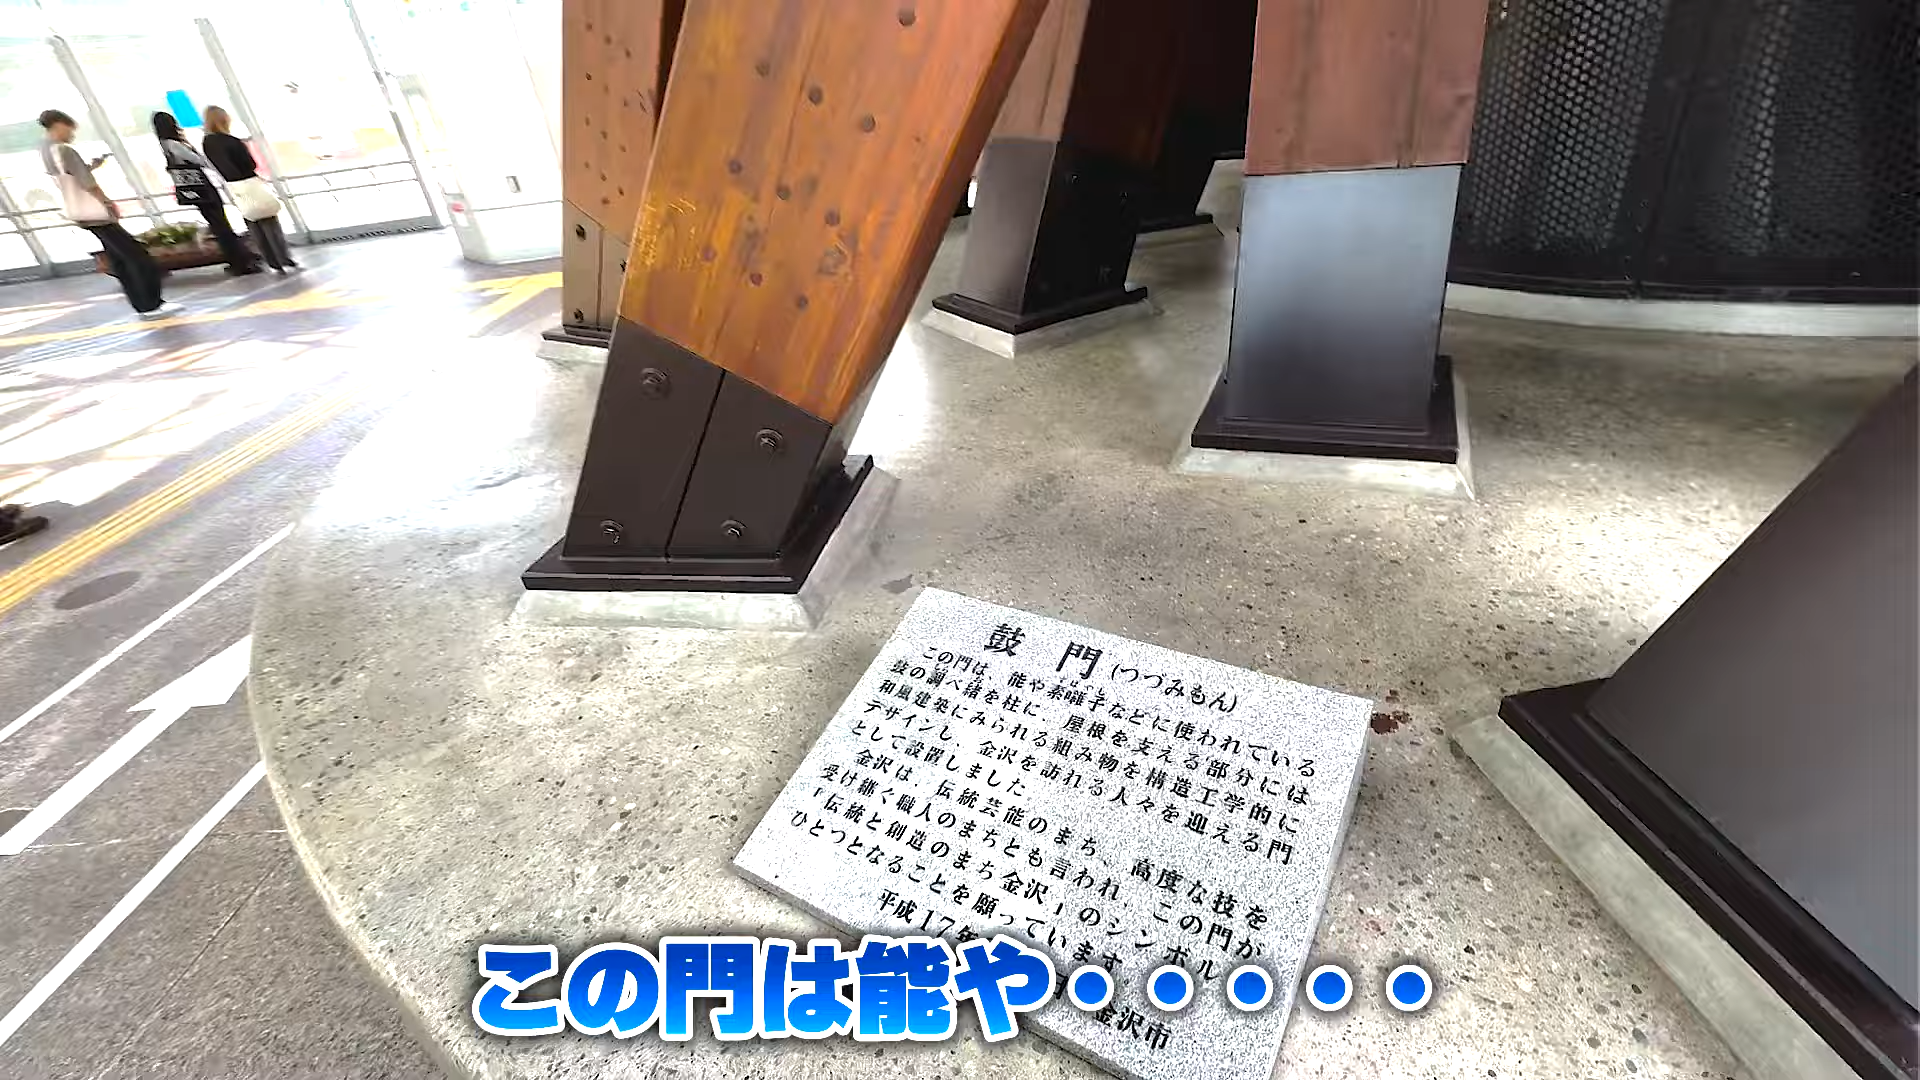 鼓門(つづみもん)
この門は、能や素囃子などに使われている
鼓の調べ緒を柱に、屋根を支える部分には
和風建築にみられる組み物を構造工学的に
デザインし、金沢を訪れる人々を迎える門
として設置しました。
金沢は、伝統芸能のまち、高度な技を
受け継ぐ職人のまちとも言われ、この門が
「伝統と創造のまち金沢」のシンボル
ひとつとなることを願っています
平成17年
金沢市
この門は能や・・・・・